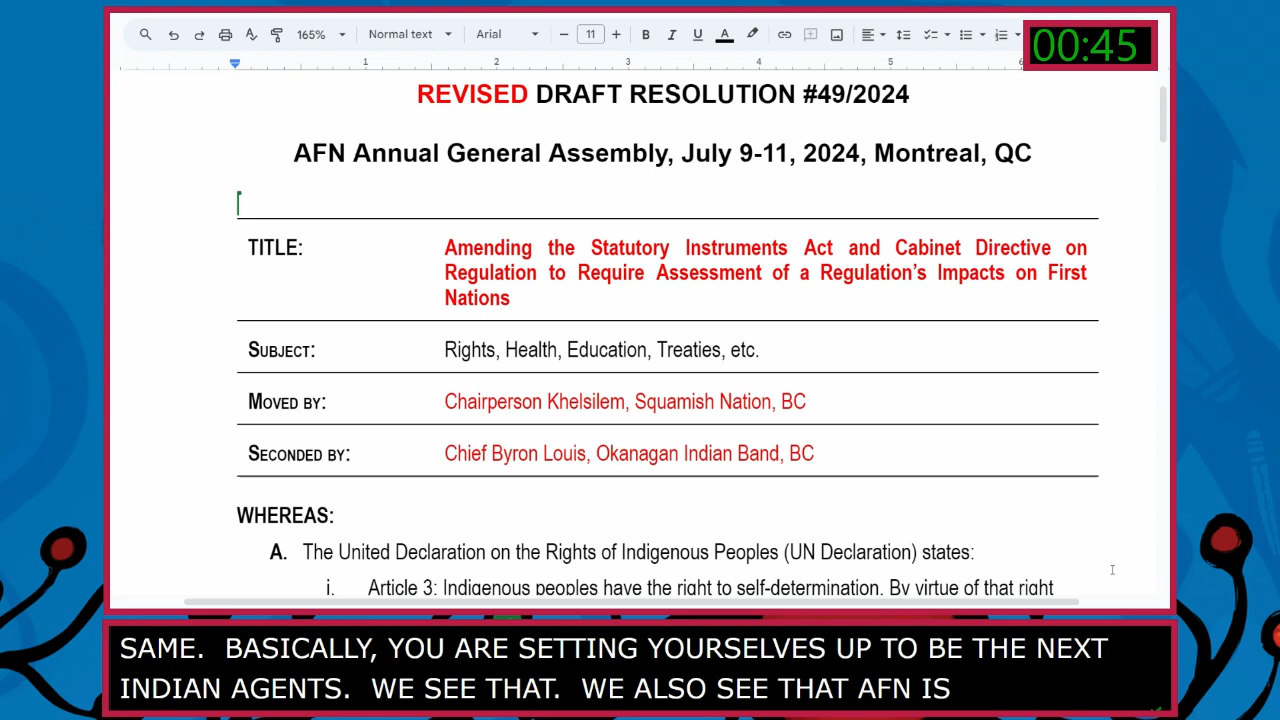 165% Normal text Arial 11 B I U A
00:45
1 2 3 4 5
REVISED DRAFT RESOLUTION #49/2024
AFN Annual General Assembly, July 9-11, 2024, Montreal, QC
TITLE: Amending the Statutory Instruments Act and Cabinet Directive on
Regulation to Require Assessment of a Regulation's Impacts on First
Nations
SUBJECT: Rights, Health, Education, Treaties, etc.
MOVED BY: Chairperson Khelsilem, Squamish Nation, BC
SECONDED BY: Chief Byron Louis, Okanagan Indian Band, BC
WHEREAS:
A. The United Declaration on the Rights of Indigenous Peoples (UN Declaration) states:
i. Article 3: Indigenous peoples have the right to self-determination. By virtue of that right
SAME. BASICALLY, YOU ARE SETTING YOURSELVES UP TO BE THE NEXT
INDIAN AGENTS. WE SEE THAT. WE ALSO SEE THAT AFN IS